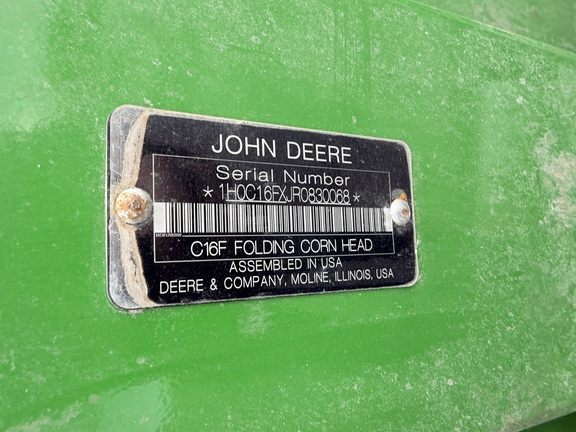 JOHN DEERE
Serial Number
*1H0C16FXJR0830068*
C16F FOLDING CORN HEAD
ASSEMBLED IN USA
DEERE & COMPANY, MOLINE, ILLINOIS, USA